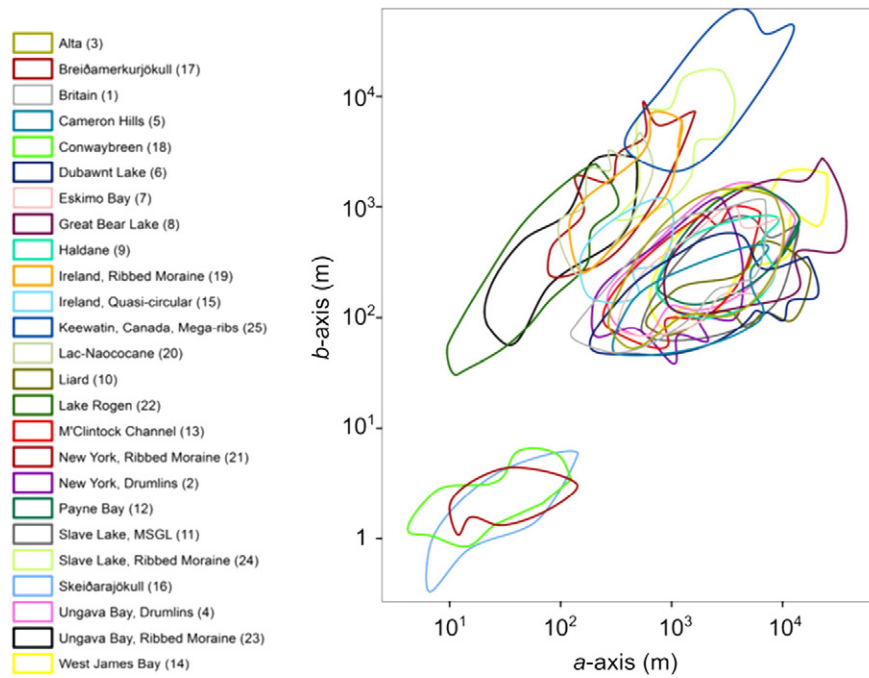 Alta (3)
Breiðamerkurjökull (17)
Britain (1)
Cameron Hills (5)
Conwaybreen (18)
Dubawnt Lake (6)
Eskimo Bay (7)
Great Bear Lake (8)
Haldane (9)
Ireland, Ribbed Moraine (19)
Ireland, Quasi-circular (15)
Keewatin, Canada, Mega-ribs (25)
Lac-Naococane (20)
Liard (10)
Lake Rogen (22)
M'Clintock Channel (13)
New York, Ribbed Moraine (21)
New York, Drumlins (2)
Payne Bay (12)
Slave Lake, MSGL (11)
Slave Lake, Ribbed Moraine (24)
Skeiðarajökull (16)
Ungava Bay, Drumlins (4)
Ungava Bay, Ribbed Moraine (23)
West James Bay (14)
b-axis (m)
10⁴
10³
10²
10¹
1
10¹ 10² 10³ 10⁴
a-axis (m)